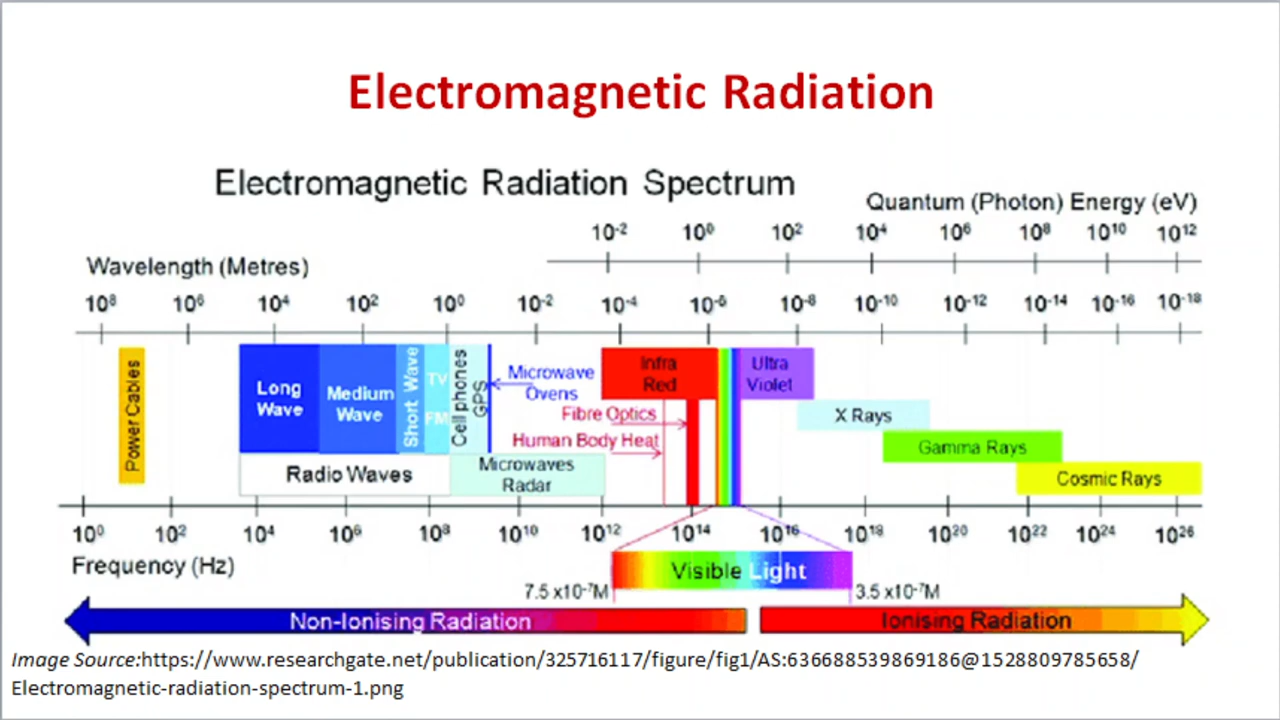 Electromagnetic Radiation
Electromagnetic Radiation Spectrum
Quantum (Photon) Energy (eV)
10⁻² 10⁰ 10² 10⁴ 10⁶ 10⁸ 10¹⁰ 10¹²
Wavelength (Metres)
10⁸ 10⁶ 10⁴ 10² 10⁰ 10⁻² 10⁻⁴ 10⁻⁶ 10⁻⁸ 10⁻¹⁰ 10⁻¹² 10⁻¹⁴ 10⁻¹⁶ 10⁻¹⁸
Power Cables
Long
Wave
Medium
Wave
Short Wave
TV
FM
Cell phones
GPS
Microwave
Ovens
Infra
Red
Ultra
Violet
Fibre Optics
Human Body Heat
X Rays
Gamma Rays
Cosmic Rays
Radio Waves
Microwaves
Radar
10⁰ 10² 10⁴ 10⁶ 10⁸ 10¹⁰ 10¹² 10¹⁴ 10¹⁶ 10¹⁸ 10²⁰ 10²² 10²⁴ 10²⁶
Frequency (Hz)
Visible Light
7.5 x10⁻⁷M
3.5 x10⁻⁷M
Non-Ionising Radiation
Ionising Radiation
Image Source:https://www.researchgate.net/publication/325716117/figure/fig1/AS:636688539869186@1528809785658/
Electromagnetic-radiation-spectrum-1.png